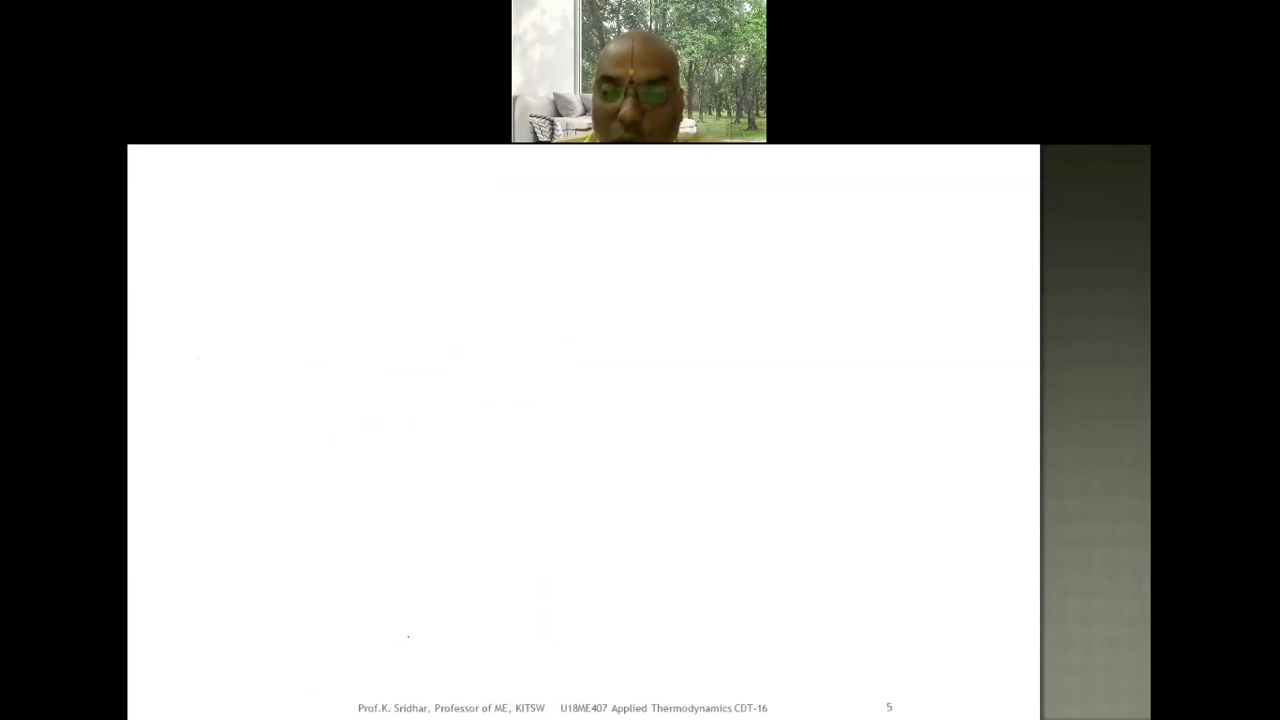 Prof.K. Sridhar, Professor of ME, KITSW U18ME407 Applied Thermodynamics CDT-16 5